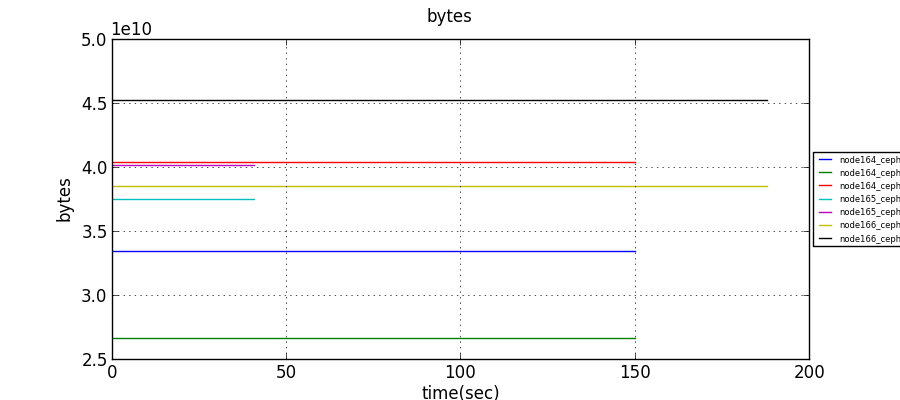 bytes
1e10
5.0
4.5
4.0
3.5
3.0
2.5
bytes
0 50 100 150 200
time(sec)
node164_ceph
node164_ceph
node164_ceph
node165_ceph
node165_ceph
node166_ceph
node166_ceph